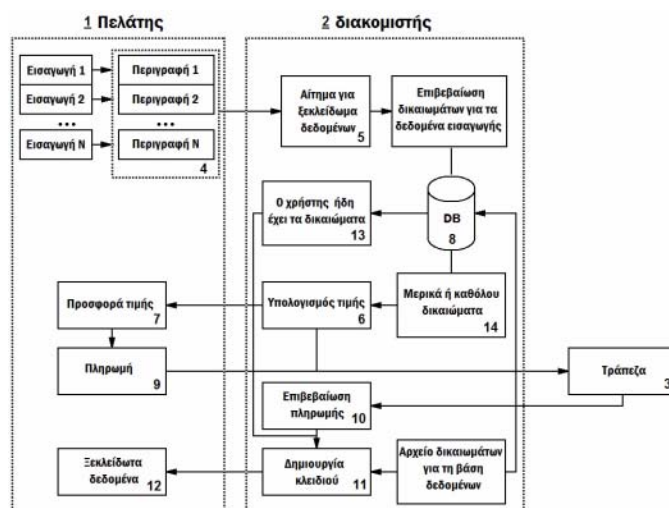 1 Πελάτης
2 διακομιστής
Εισαγωγή 1
Περιγραφή 1
Εισαγωγή 2
Περιγραφή 2
...
...
Εισαγωγή Ν
Περιγραφή Ν
4
Αίτημα για
ξεκλείδωμα
δεδομένων
5
Επιβεβαίωση
δικαιωμάτων για τα
δεδομένα εισαγωγής
Ο χρήστης ήδη
έχει τα δικαιώματα
13
DB
8
Προσφορά τιμής
7
Υπολογισμός τιμής
6
Μερικά ή καθόλου
δικαιώματα
14
Πληρωμή
9
Τράπεζα
3
Επιβεβαίωση
πληρωμής
10
Ξεκλείδωτα
δεδομένα
12
Δημιουργία
κλειδιού
11
Αρχείο δικαιωμάτων
για τη βάση
δεδομένων